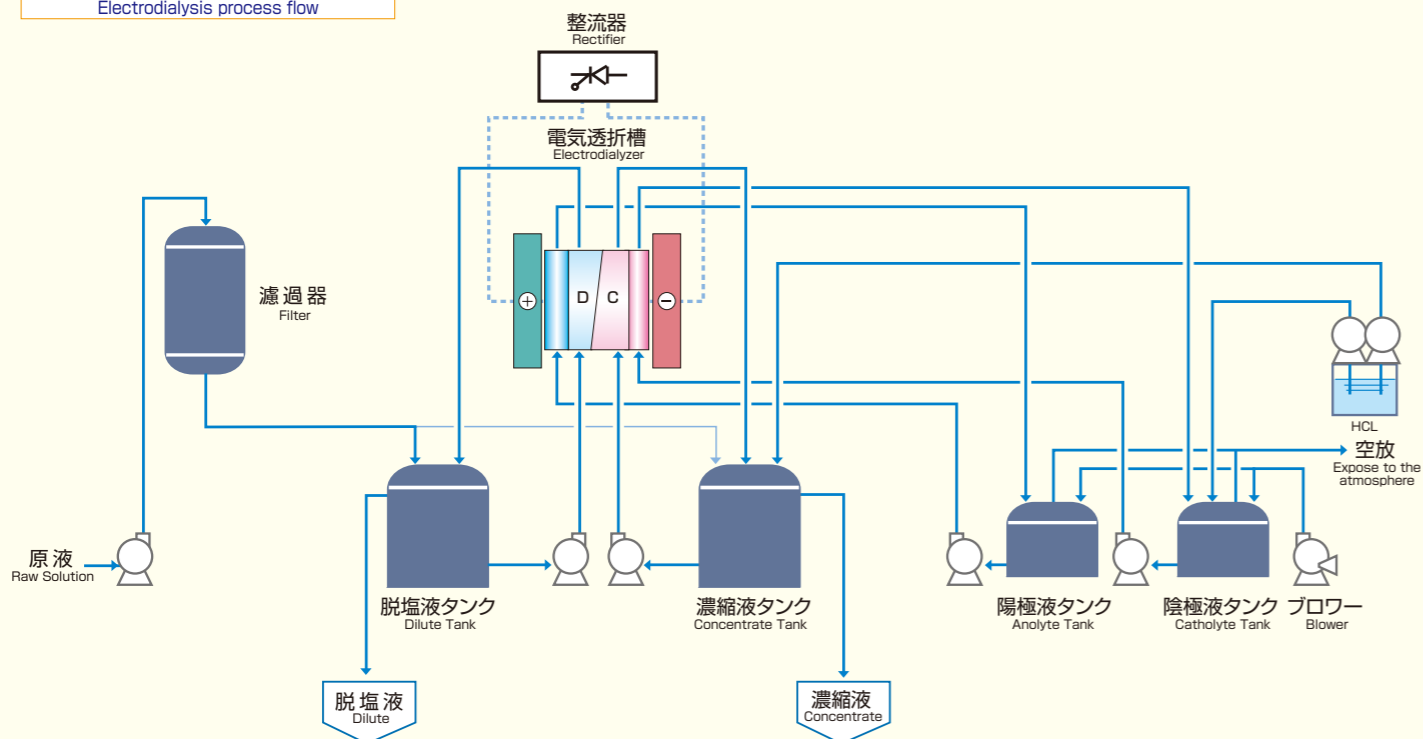 Electrodialysis process flow
整流器
Rectifier
電気透折槽
Electrodialyzer
濾過器
Filter
+
D
C
−
HCL
空放
Expose to the
atmosphere
原液
Raw Solution
脱塩液タンク
Dilute Tank
濃縮液タンク
Concentrate Tank
陽極液タンク
Anolyte Tank
陰極液タンク
Catholyte Tank
ブロワー
Blower
脱塩液
Dilute
濃縮液
Concentrate